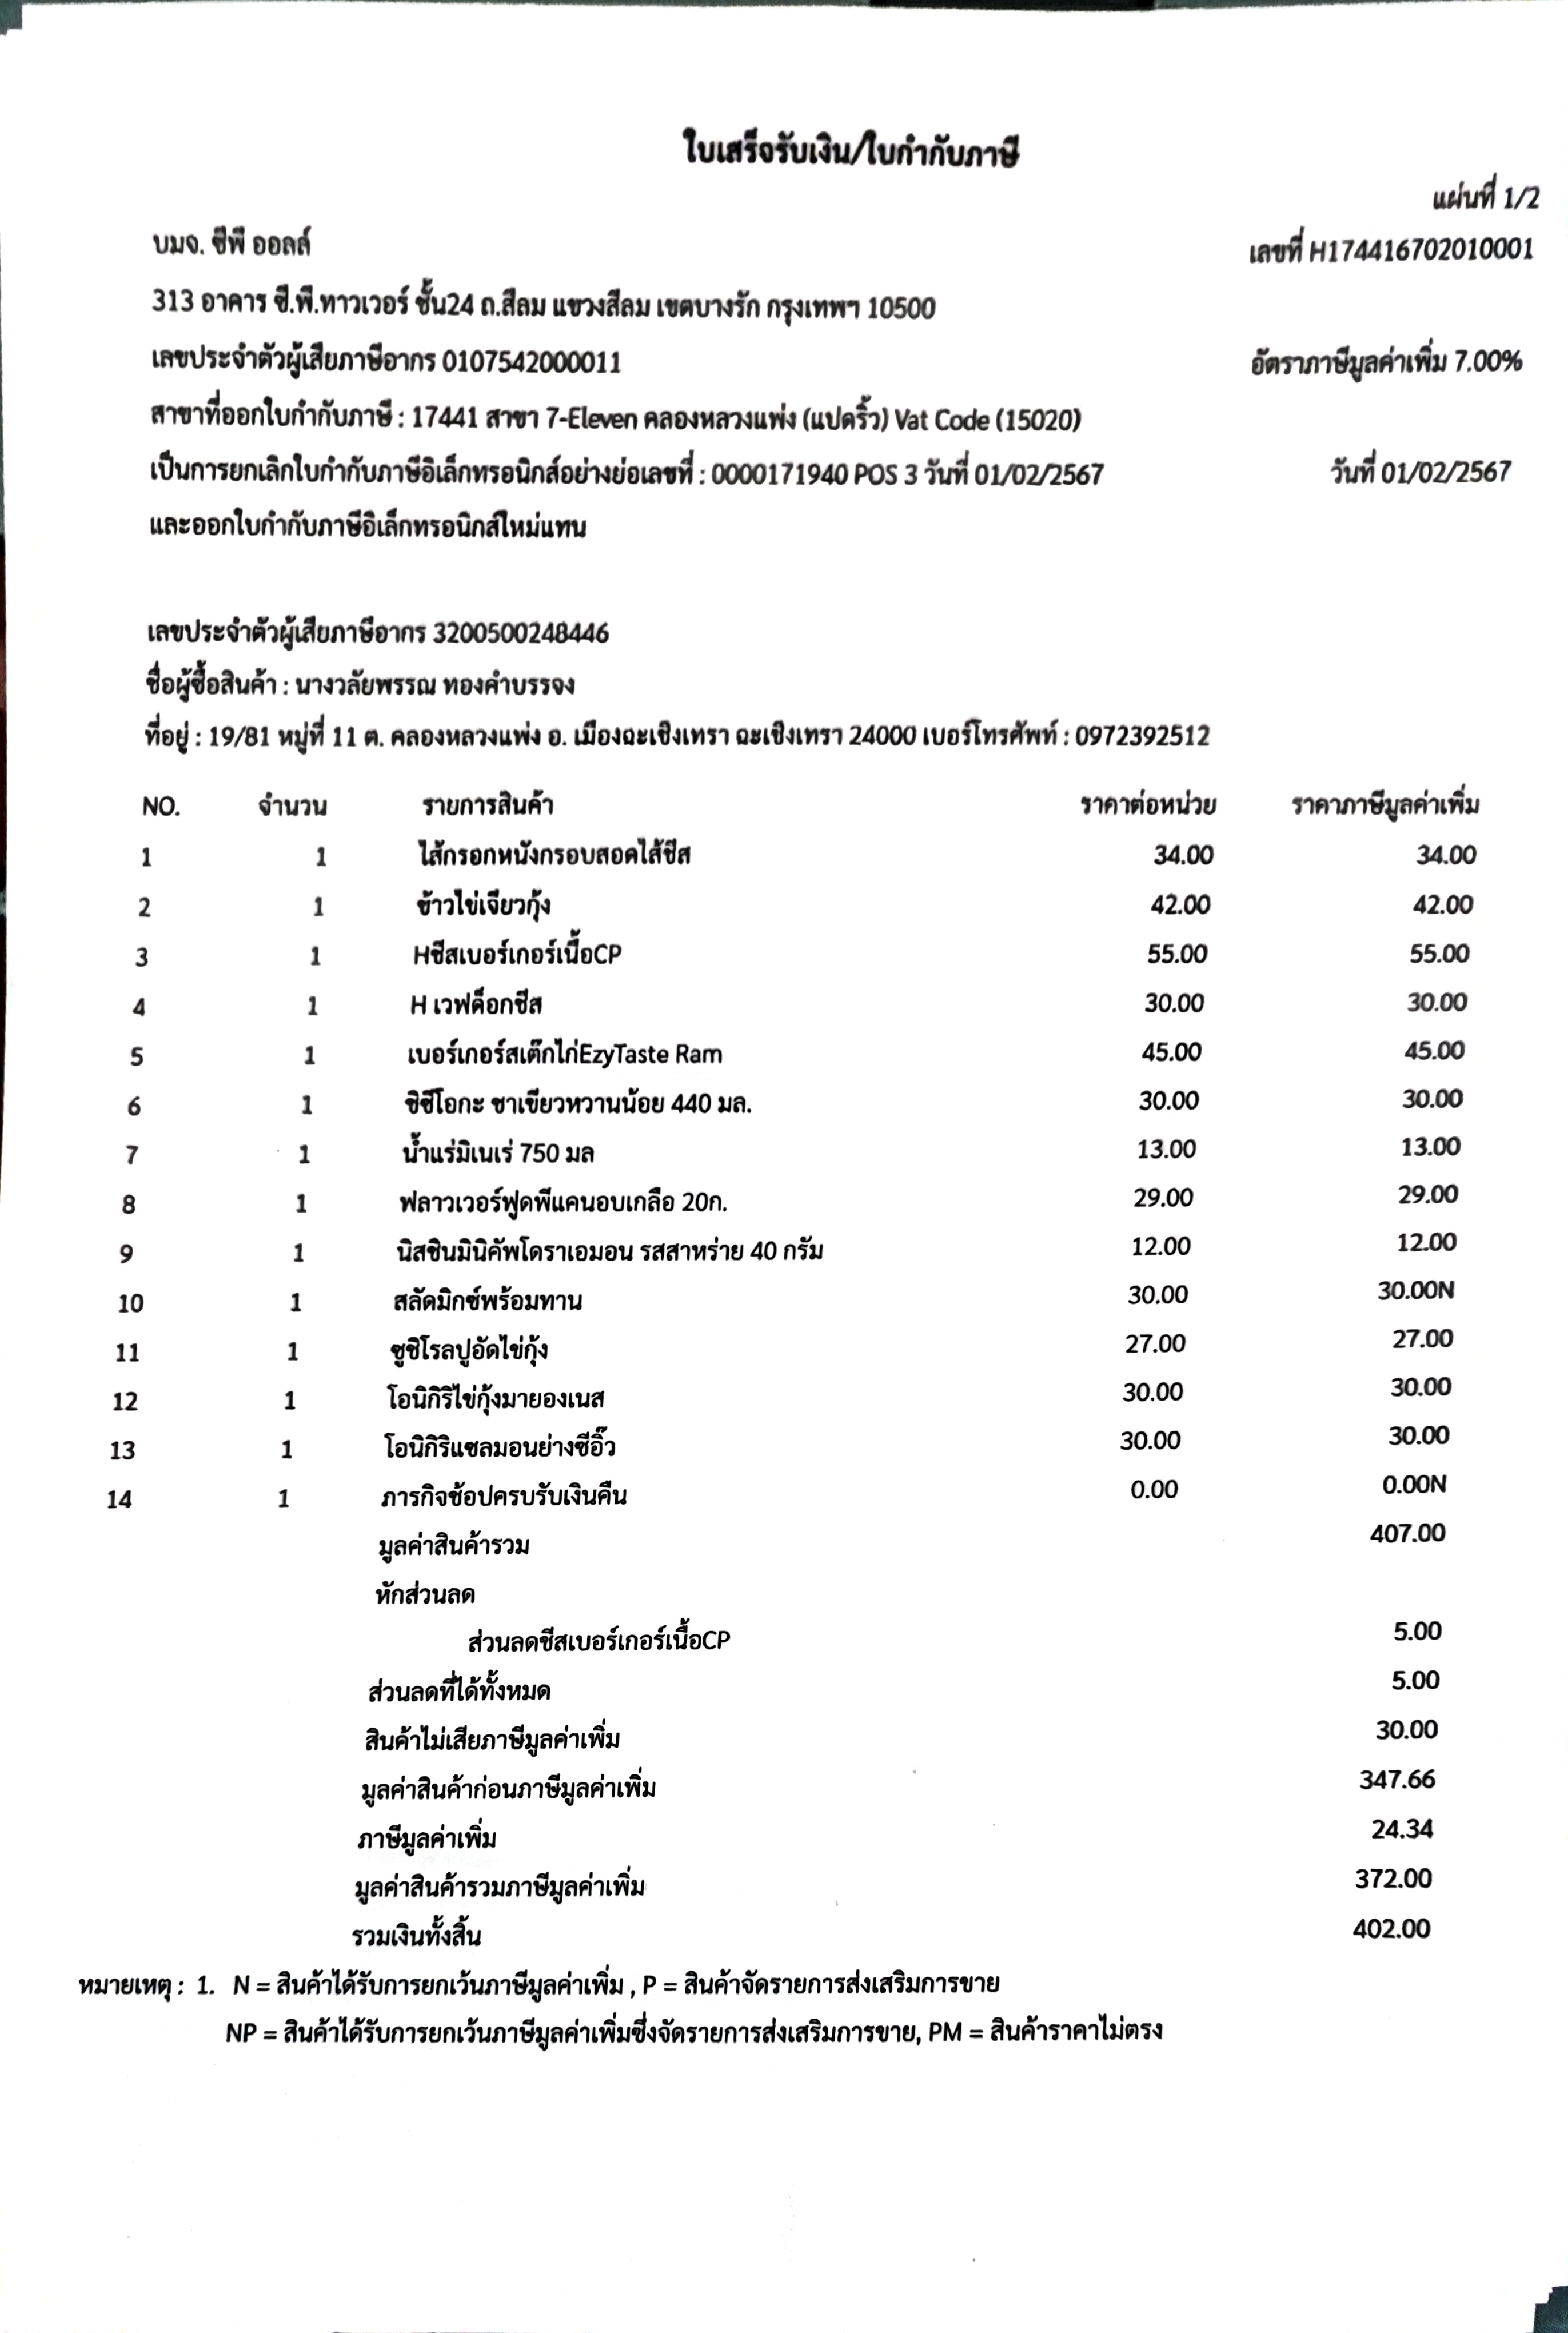 ใบเสร็จรับเงิน/ใบกำกับภาษี
แผ่นที่ 1/2
บมจ. ซีพี ออลล์ เลขที่ H174416702010001
313 อาคาร ซี.พี.ทาวเวอร์ ชั้น24 ถ.สีลม แขวงสีลม เขตบางรัก กรุงเทพฯ 10500
เลขประจำตัวผู้เสียภาษีอากร 0107542000011 อัตราภาษีมูลค่าเพิ่ม 7.00%
สาขาที่ออกใบกำกับภาษี : 17441 สาขา 7-Eleven คลองหลวงแพ่ง (แปดริ้ว) Vat Code (15020)
เป็นการยกเลิกใบกำกับภาษีอิเล็กทรอนิกส์อย่างย่อเลขที่ : 0000171940 POS 3 วันที่ 01/02/2567 วันที่ 01/02/2567
และออกใบกำกับภาษีอิเล็กทรอนิกส์ใหม่แทน
เลขประจำตัวผู้เสียภาษีอากร 3200500248446
ชื่อผู้ซื้อสินค้า : นางวลัยพรรณ ทองคำบรรจง
ที่อยู่ : 19/81 หมู่ที่ 11 ต. คลองหลวงแพ่ง อ. เมืองฉะเชิงเทรา ฉะเชิงเทรา 24000 เบอร์โทรศัพท์ : 0972392512
NO. จำนวน รายการสินค้า ราคาต่อหน่วย ราคาภาษีมูลค่าเพิ่ม
1 1 ไส้กรอกหนังกรอบสอดไส้ชีส 34.00 34.00
2 1 ข้าวไข่เจียวกุ้ง 42.00 42.00
3 1 Hชีสเบอร์เกอร์เนื้อCP 55.00 55.00
4 1 H เวฟด็อกชีส 30.00 30.00
5 1 เบอร์เกอร์สเต๊กไก่EzyTaste Ram 45.00 45.00
6 1 ชิชีโอกะ ชาเขียวหวานน้อย 440 มล. 30.00 30.00
7 1 น้ำแร่มิเนเร่ 750 มล 13.00 13.00
8 1 ฟลาวเวอร์ฟูดพีแคนอบเกลือ 20ก. 29.00 29.00
9 1 นิสชินมินิคัพโดราเอมอน รสสาหร่าย 40 กรัม 12.00 12.00
10 1 สลัดมิกซ์พร้อมทาน 30.00 30.00N
11 1 ซูชิโรลปูอัดไข่กุ้ง 27.00 27.00
12 1 โอนิกิริไข่กุ้งมายองเนส 30.00 30.00
13 1 โอนิกิริแซลมอนย่างซีอิ๊ว 30.00 30.00
14 1 ภารกิจช้อปครบรับเงินคืน 0.00 0.00N
มูลค่าสินค้ารวม 407.00
หักส่วนลด
ส่วนลดชีสเบอร์เกอร์เนื้อCP 5.00
ส่วนลดที่ได้ทั้งหมด 5.00
สินค้าไม่เสียภาษีมูลค่าเพิ่ม 30.00
มูลค่าสินค้าก่อนภาษีมูลค่าเพิ่ม 347.66
ภาษีมูลค่าเพิ่ม 24.34
มูลค่าสินค้ารวมภาษีมูลค่าเพิ่ม 372.00
รวมเงินทั้งสิ้น 402.00
หมายเหตุ : 1. N = สินค้าได้รับการยกเว้นภาษีมูลค่าเพิ่ม , P = สินค้าจัดรายการส่งเสริมการขาย
NP = สินค้าได้รับการยกเว้นภาษีมูลค่าเพิ่มซึ่งจัดรายการส่งเสริมการขาย, PM = สินค้าราคาไม่ตรง